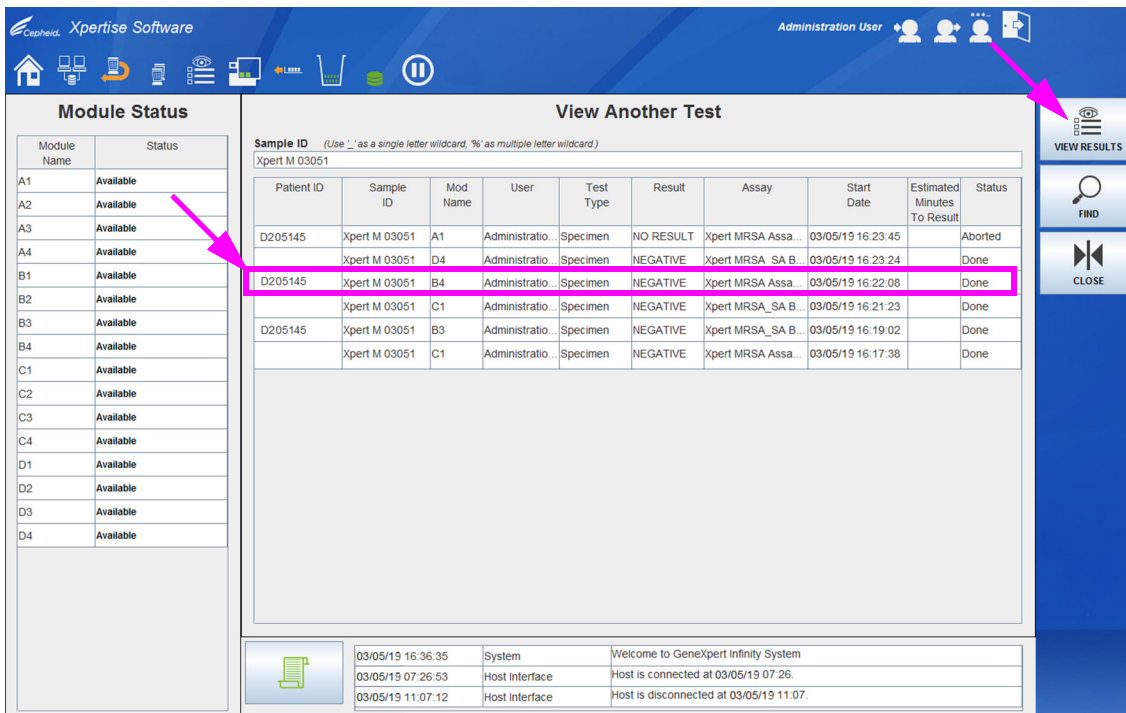 Cepheid. Xpertise Software
Administration User
Module Status
Module Name Status
A1 Available
A2 Available
A3 Available
A4 Available
B1 Available
B2 Available
B3 Available
B4 Available
C1 Available
C2 Available
C3 Available
C4 Available
D1 Available
D2 Available
D3 Available
D4 Available
View Another Test
Sample ID (Use '_' as a single letter wildcard, '%' as multiple letter wildcard.)
Xpert M 03051
Patient ID Sample ID Mod Name User Test Type Result Assay Start Date Estimated Minutes To Result Status
D205145 Xpert M 03051 A1 Administratio... Specimen NO RESULT Xpert MRSA Assa... 03/05/19 16:23:45 Aborted
Xpert M 03051 D4 Administratio... Specimen NEGATIVE Xpert MRSA_SA B... 03/05/19 16:23:24 Done
D205145 Xpert M 03051 B4 Administratio... Specimen NEGATIVE Xpert MRSA Assa... 03/05/19 16:22:08 Done
Xpert M 03051 C1 Administratio... Specimen NEGATIVE Xpert MRSA_SA B... 03/05/19 16:21:23 Done
D205145 Xpert M 03051 B3 Administratio... Specimen NEGATIVE Xpert MRSA_SA B... 03/05/19 16:19:02 Done
Xpert M 03051 C1 Administratio... Specimen NEGATIVE Xpert MRSA Assa... 03/05/19 16:17:38 Done
03/05/19 16:36:35 System Welcome to GeneXpert Infinity System
03/05/19 07:26:53 Host Interface Host is connected at 03/05/19 07:26.
03/05/19 11:07:12 Host Interface Host is disconnected at 03/05/19 11:07.
VIEW RESULTS
FIND
CLOSE